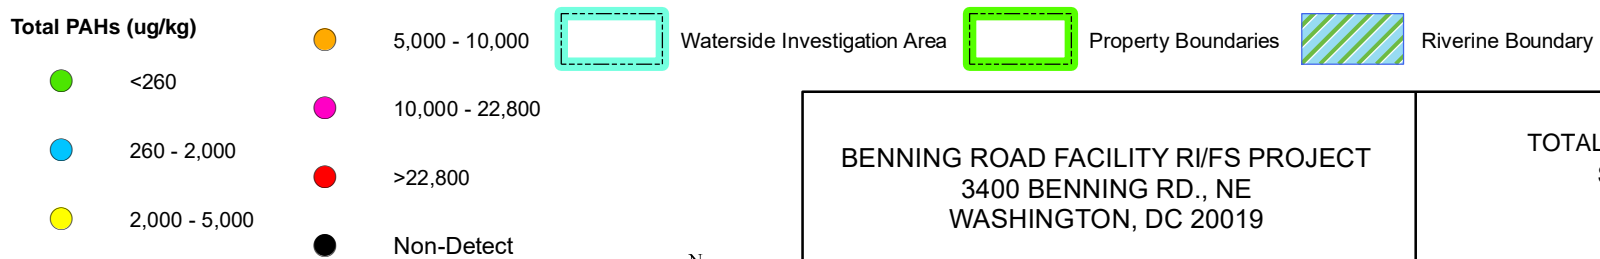 Total PAHs (ug/kg)
<260
260 - 2,000
2,000 - 5,000
5,000 - 10,000
10,000 - 22,800
>22,800
Non-Detect
Waterside Investigation Area
Property Boundaries
Riverine Boundary
BENNING ROAD FACILITY RI/FS PROJECT
3400 BENNING RD., NE
WASHINGTON, DC 20019
TOTAL
N